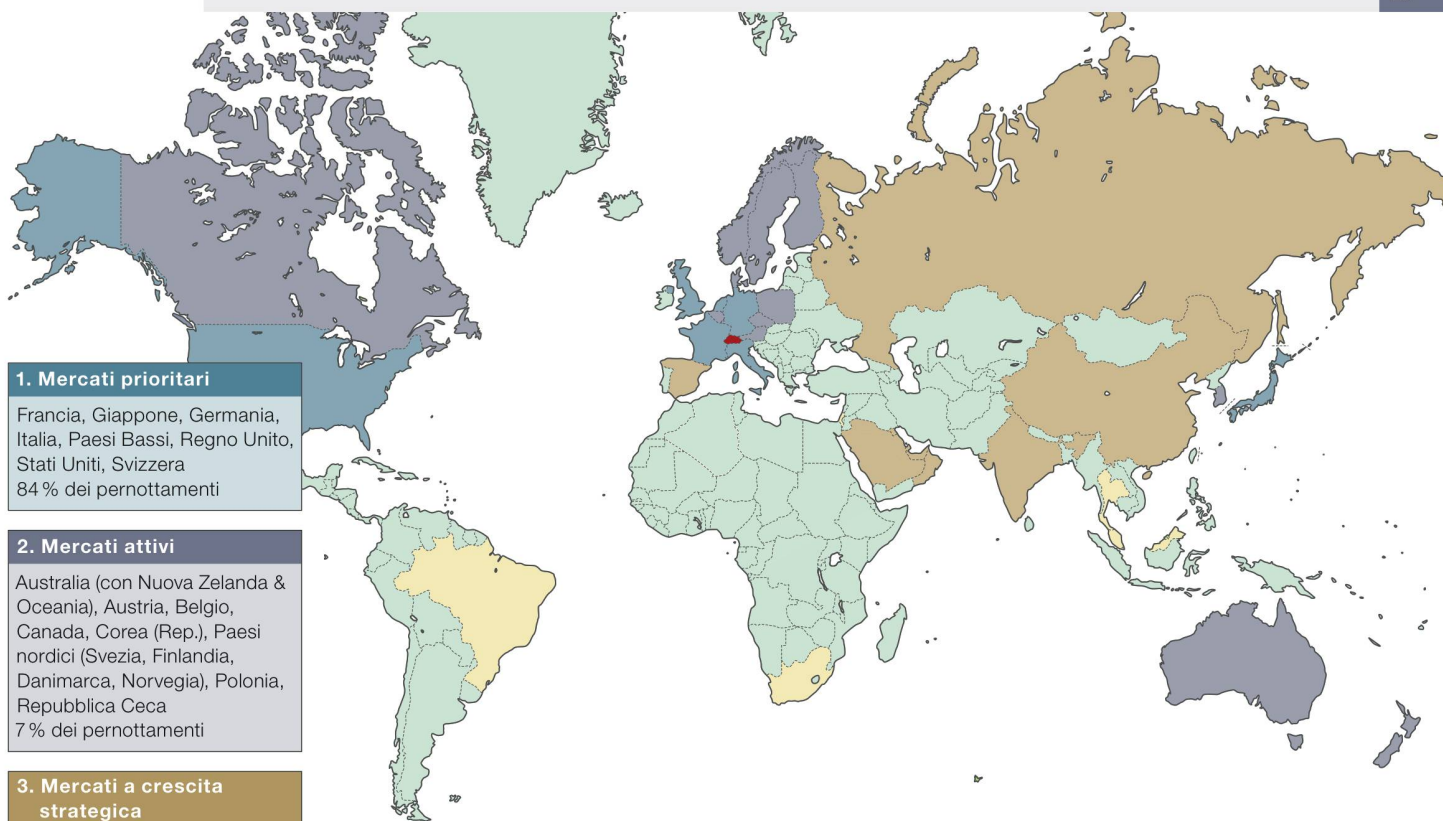 1. Mercati prioritari
Francia, Giappone, Germania,
Italia, Paesi Bassi, Regno Unito,
Stati Uniti, Svizzera
84 % dei pernottamenti
2. Mercati attivi
Australia (con Nuova Zelanda &
Oceania), Austria, Belgio,
Canada, Corea (Rep.), Paesi
nordici (Svezia, Finlandia,
Danimarca, Norvegia), Polonia,
Repubblica Ceca
7 % dei pernottamenti
3. Mercati a crescita
strategica